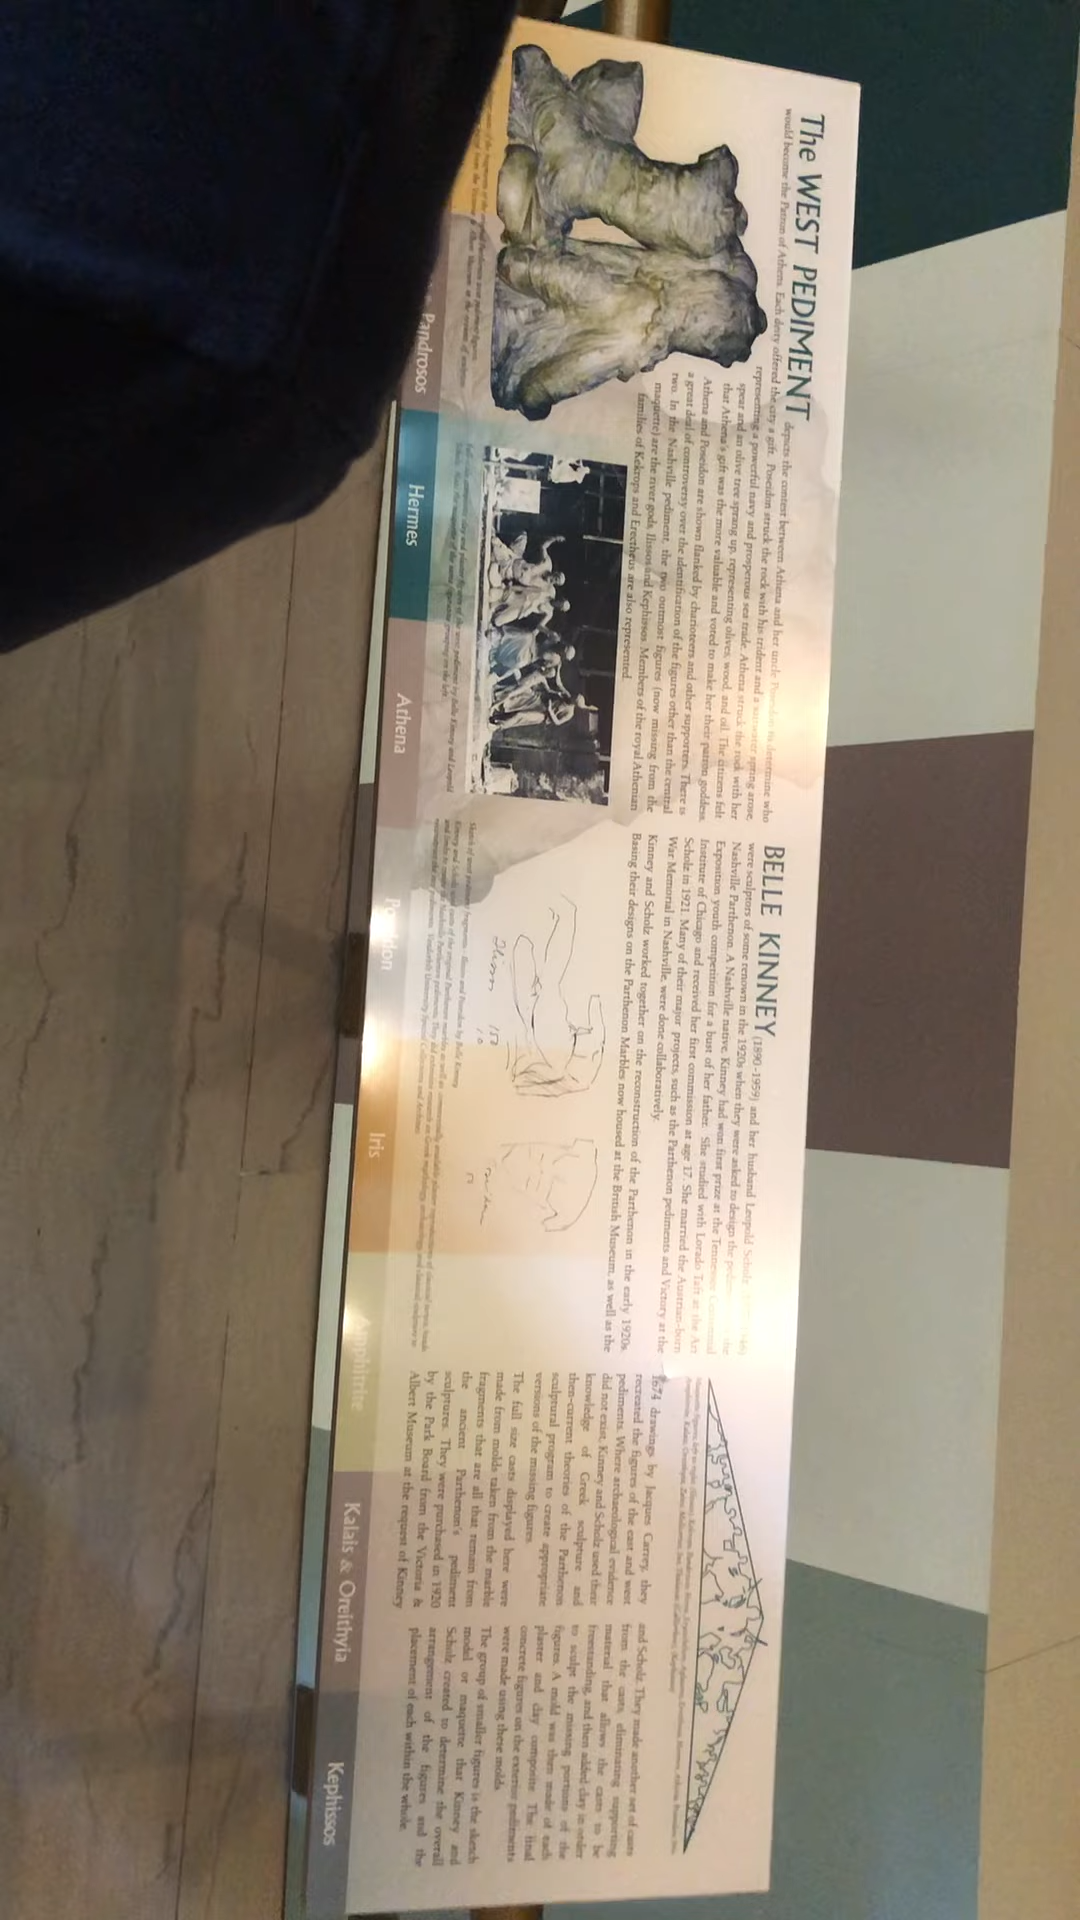 The WEST PEDIMENT depicts the contest between Athena and her uncle Poseidon to determine who
would become the Patron of Athens. Each deity offered the city a gift. Poseidon struck the rock with his trident and a saltwater spring arose,
representing a powerful navy and prosperous sea trade. Athena struck the rock with her
spear and an olive tree sprang up, representing olives, wood, and oil. The citizens felt
that Athena's gift was the more valuable and voted to make her their patron goddess.
Athena and Poseidon are shown flanked by charioteers and other supporters. There is
a great deal of controversy over the identification of the figures other than the central
two. In the Nashville pediment, the two outmost figures (now missing from the
maquette) are the river gods, Ilissos and Kephissos. Members of the royal Athenian
families of Kekrops and Erectheus are also represented.
BELLE KINNEY (1890-1959) and her husband Leopold Scholz
were sculptors of some renown in the 1920s when they were asked to design the
Nashville Parthenon. A Nashville native, Kinney had won first prize at the Tennessee Centennial
Exposition youth competition for a bust of her father. She studied with Lorado Taft at the Art
Institute of Chicago and received her first commission at age 17. She married the Austrian-born
Scholz in 1921. Many of their major projects, such as the Parthenon pediments and Victory at the
War Memorial in Nashville, were done collaboratively.
Kinney and Scholz worked together on the reconstruction of the Parthenon in the early 1920s.
Basing their designs on the Parthenon Marbles now housed at the British Museum, as well as the
1674 drawings by Jacques Carrey, they
recreated the figures of the east and west
pediments. Where archaeological evidence
did not exist, Kinney and Scholz used their
knowledge of Greek sculpture and
then-current theories of the Parthenon
sculptural program to create appropriate
versions of the missing figures.
The full size casts displayed here were
made from molds taken from the marble
fragments that are all that remain from
the ancient Parthenon's pediment
sculptures. They were purchased in 1920
by the Park Board from the Victoria &
Albert Museum at the request of Kinney
and Scholz. They made another set of casts
from the casts, eliminating supporting
material that allows the casts to be
freestanding, and then added clay in order
to sculpt the missing portions of the
figures. A mold was then made of each
plaster and clay composite. The final
concrete figures on the exterior pediments
were made using these molds.
The group of smaller figures is the sketch
model or maquette that Kinney and
Scholz created to determine the overall
arrangement of the figures and the
placement of each within the whole.
Ilissos
Pandrosos
Hermes
Athena
Poseidon
Iris
Amphitrite
Kalais & Oreithyia
Kephissos